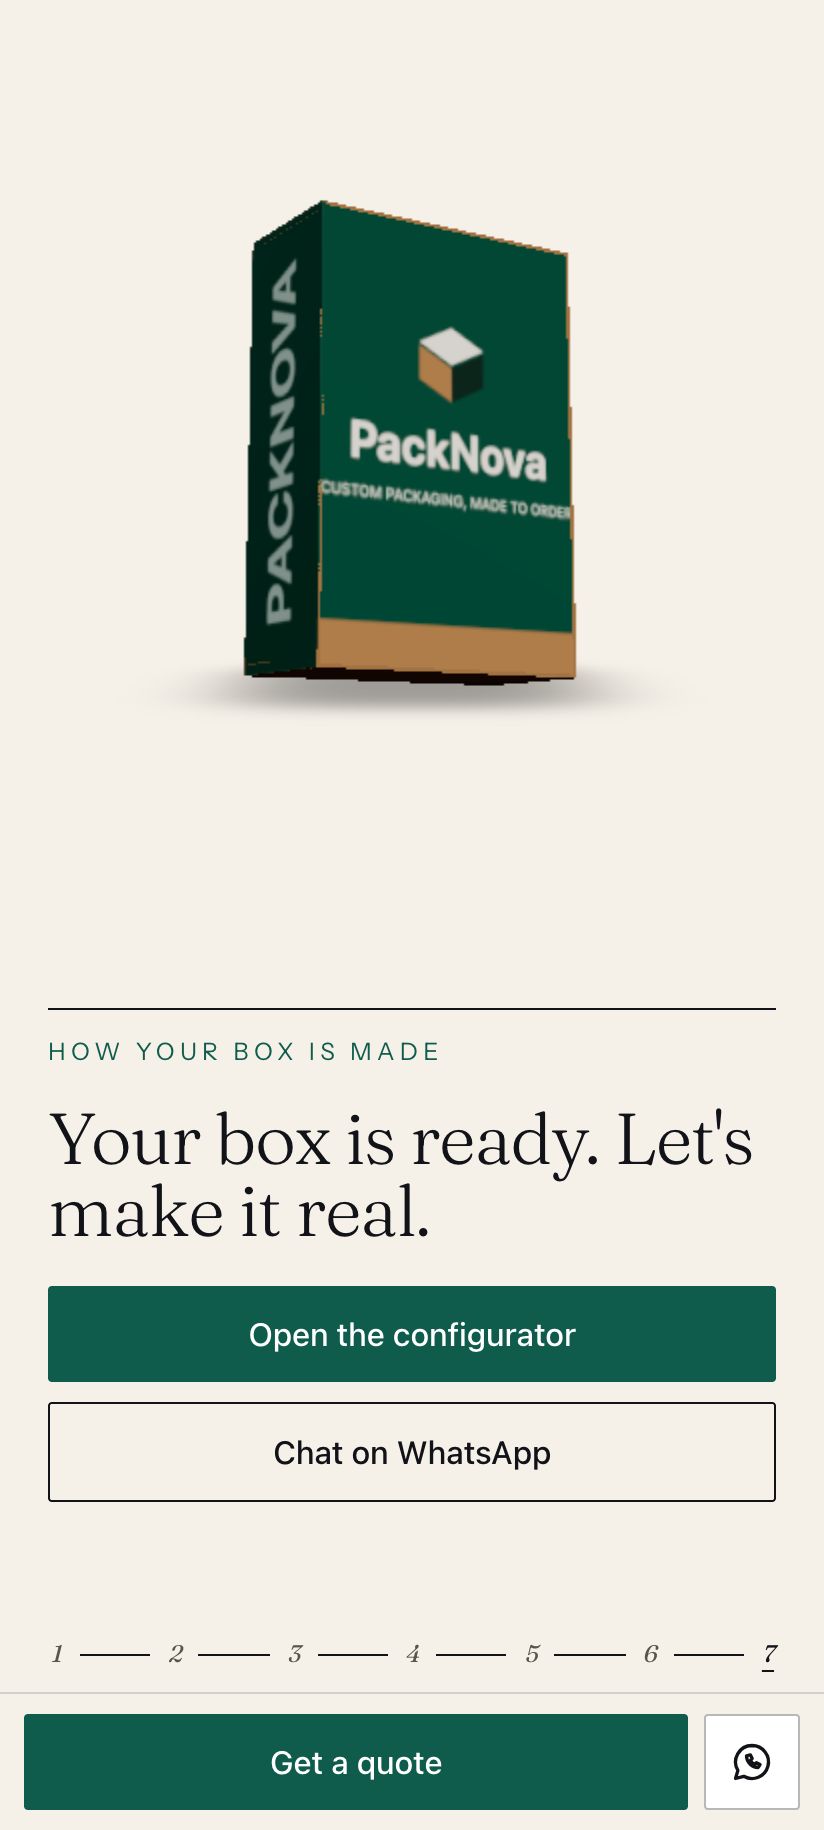 PACKNOVA
PackNova
CUSTOM PACKAGING, MADE TO ORDER
HOW YOUR BOX IS MADE
Your box is ready. Let's
make it real.
Open the configurator
Chat on WhatsApp
1 2 3 4 5 6 7
Get a quote